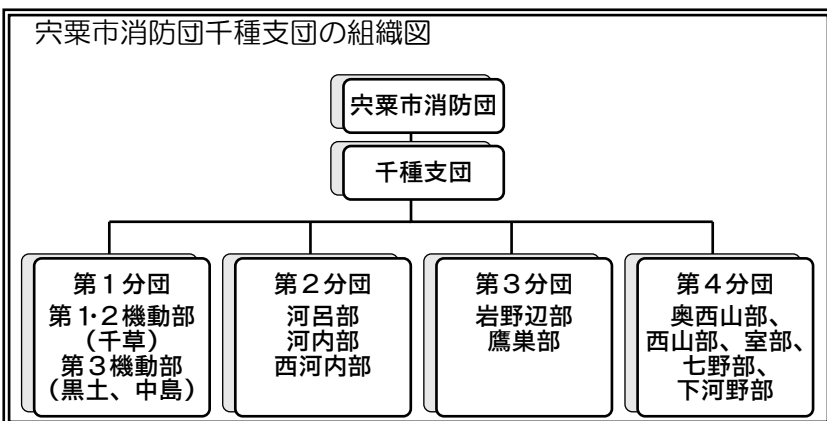 宍粟市消防団千種支団の組織図
宍粟市消防団
千種支団
第１分団
第１・２機動部
（千草）
第３機動部
（黒土、中島）
第２分団
河呂部
河内部
西河内部
第３分団
岩野辺部
鷹巣部
第４分団
奥西山部、
西山部、室部、
七野部、
下河野部